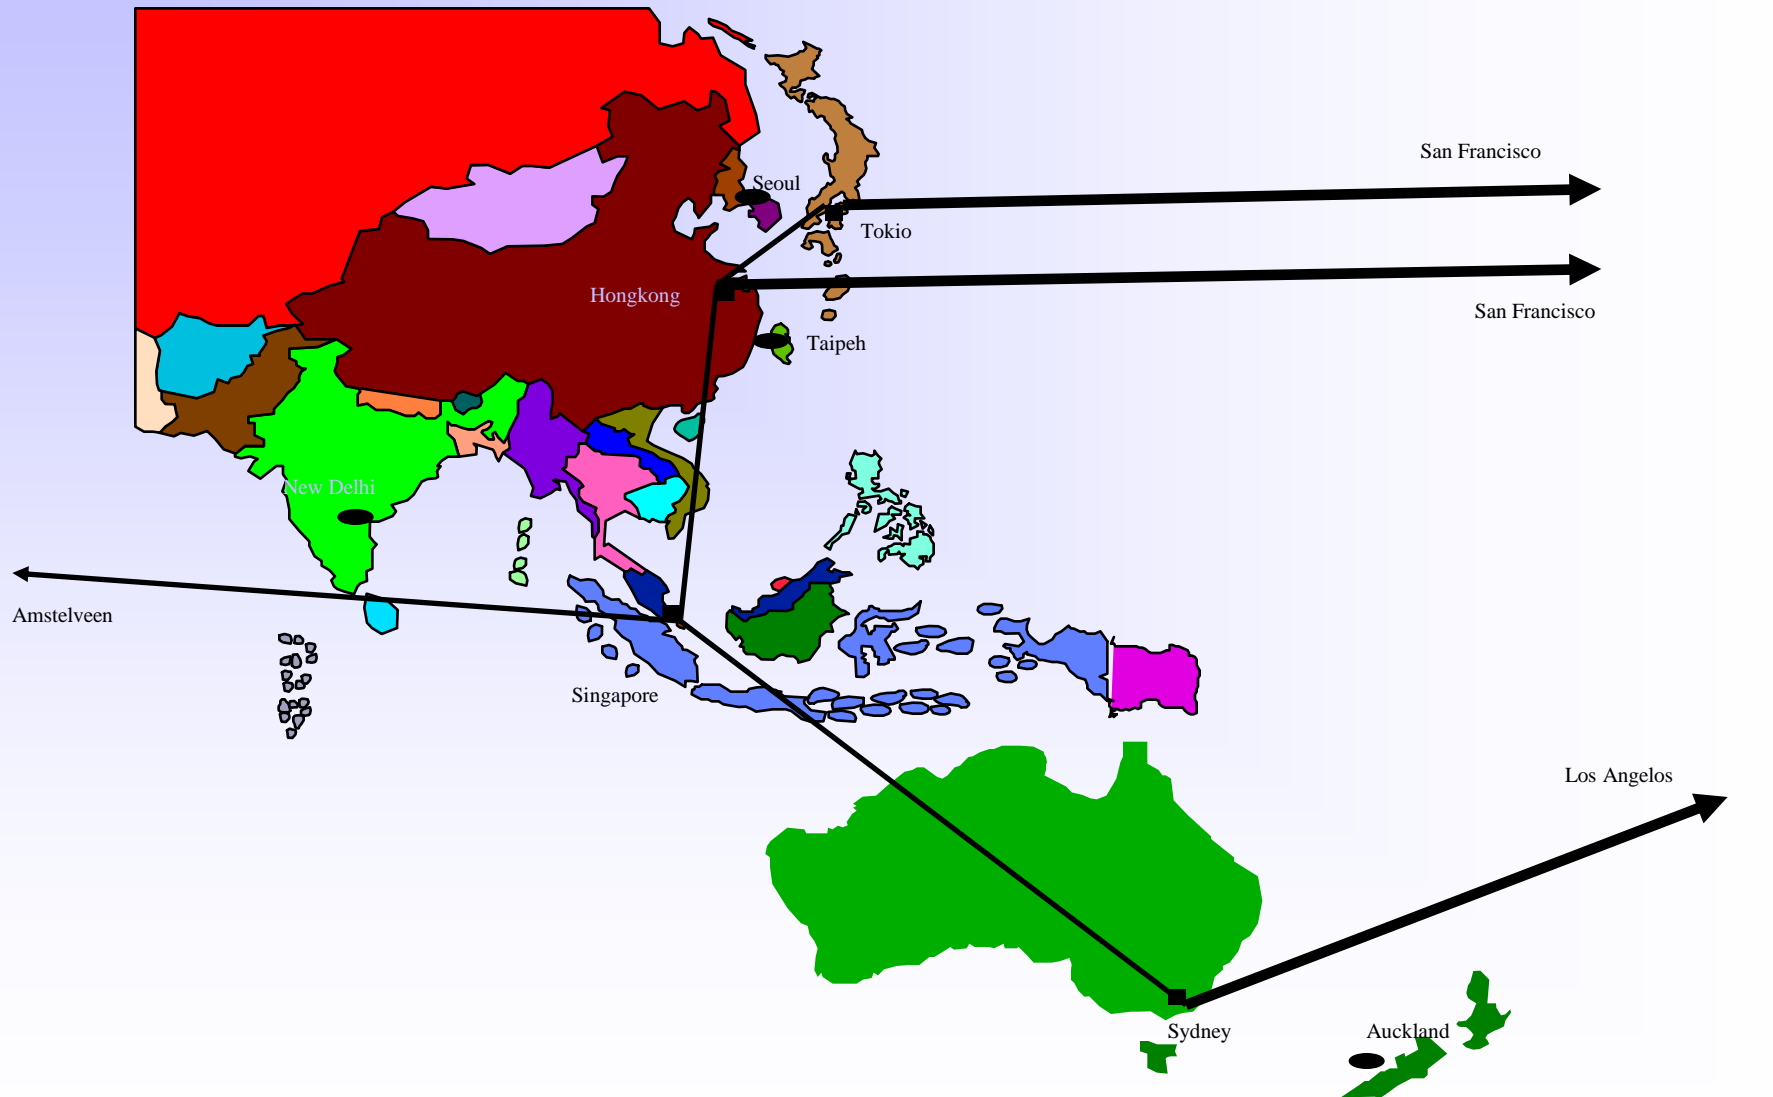 San Francisco
Seoul
Tokio
Hongkong
San Francisco
Taipeh
New Delhi
Amstelveen
Singapore
Los Angelos
Sydney
Auckland